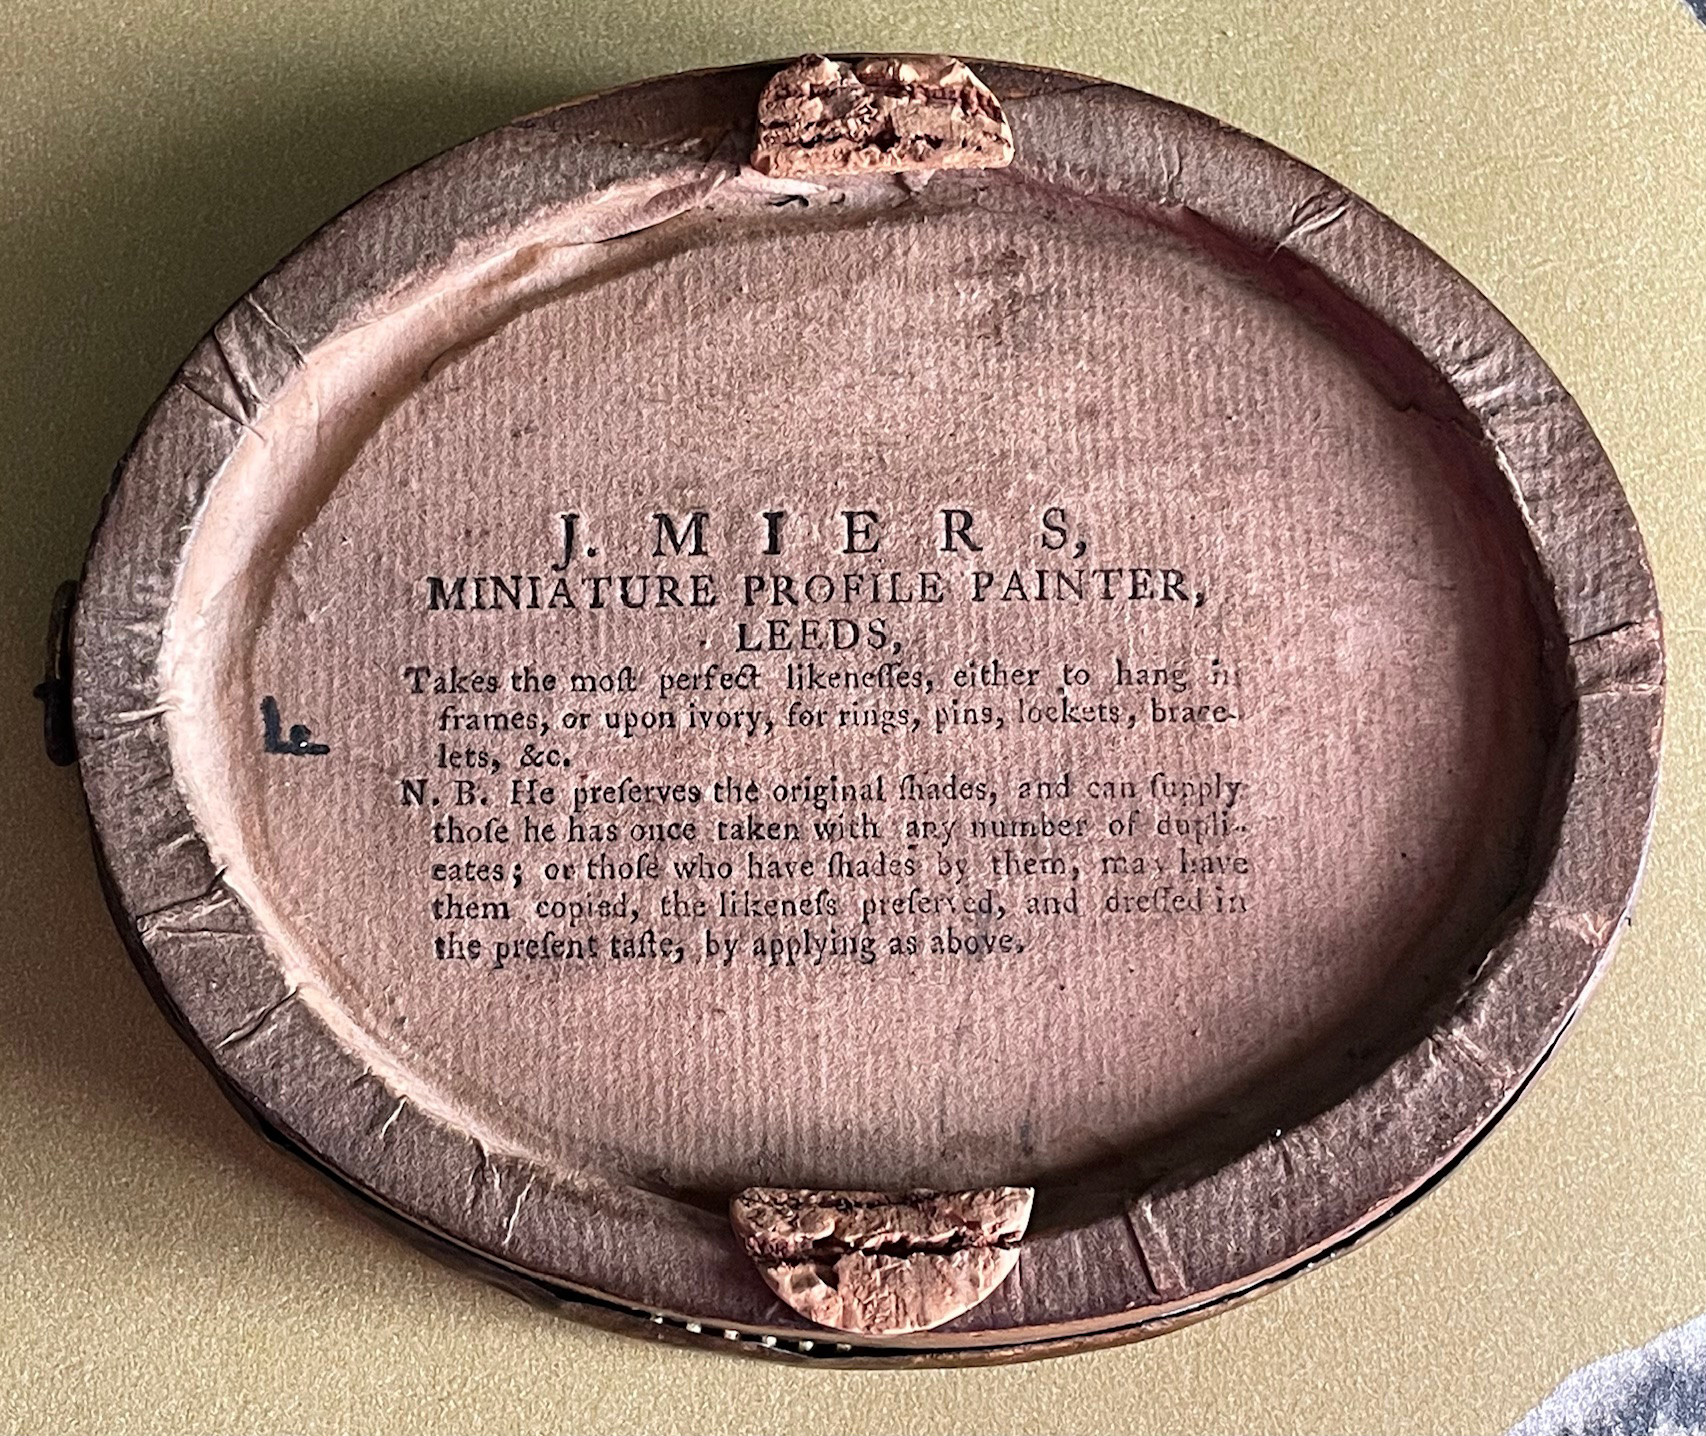 J. MIERS,
MINIATURE PROFILE PAINTER,
LEEDS,
Takes the moſt perfect likeneſſes, either to hang in
frames, or upon ivory, for rings, pins, lockets, brace-
lets, &c.
N. B. He preſerves the original ſhades, and can ſupply
thoſe he has once taken with any number of dupli-
cates; or thoſe who have ſhades by them, may have
them copied, the likeneſs preſerved, and dreſſed in
the preſent taſte, by applying as above.